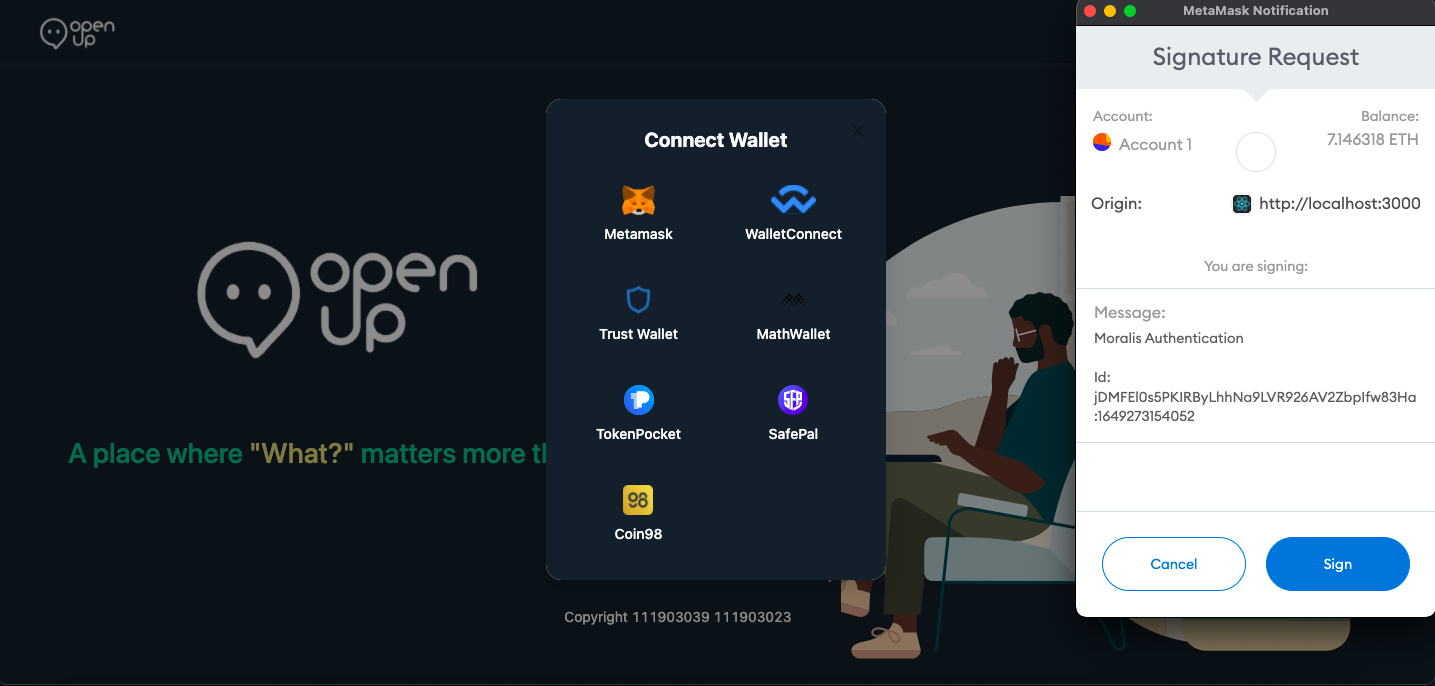 open
up
Connect Wallet
Metamask
WalletConnect
Trust Wallet
MathWallet
TokenPocket
SafePal
98
Coin98
open
up
A place where "What?" matters more th
Copyright 111903039 111903023
MetaMask Notification
Signature Request
Account:
Balance:
Account 1
7.146318 ETH
Origin:
http://localhost:3000
You are signing:
Message:
Moralis Authentication
Id:
:1649273154052
Cancel
Sign